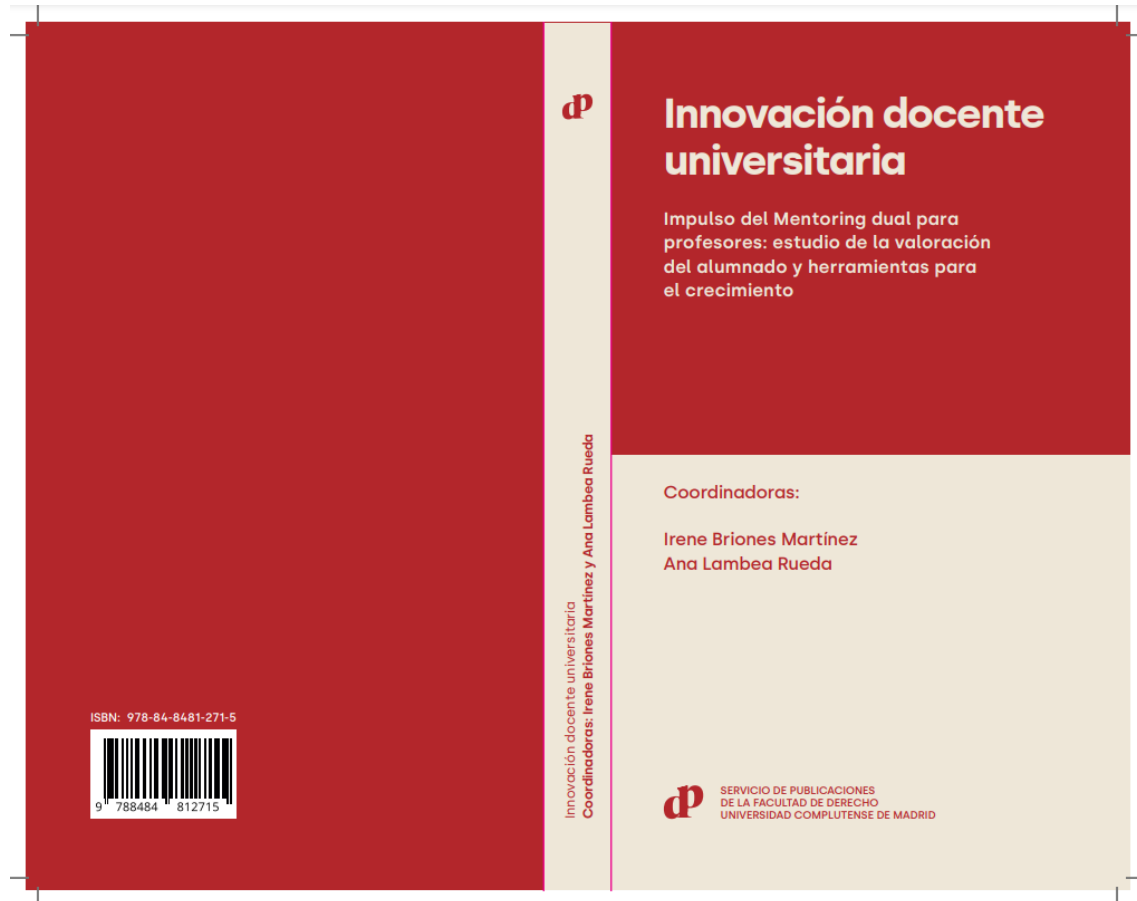 ISBN: 978-84-8481-271-5
9 788484 812715
dp
Innovación docente universitaria
Coordinadoras: Irene Briones Martínez y Ana Lambea Rueda
Innovación docente
universitaria
Impulso del Mentoring dual para
profesores: estudio de la valoración
del alumnado y herramientas para
el crecimiento
Coordinadoras:
Irene Briones Martínez
Ana Lambea Rueda
dp
SERVICIO DE PUBLICACIONES
DE LA FACULTAD DE DERECHO
UNIVERSIDAD COMPLUTENSE DE MADRID